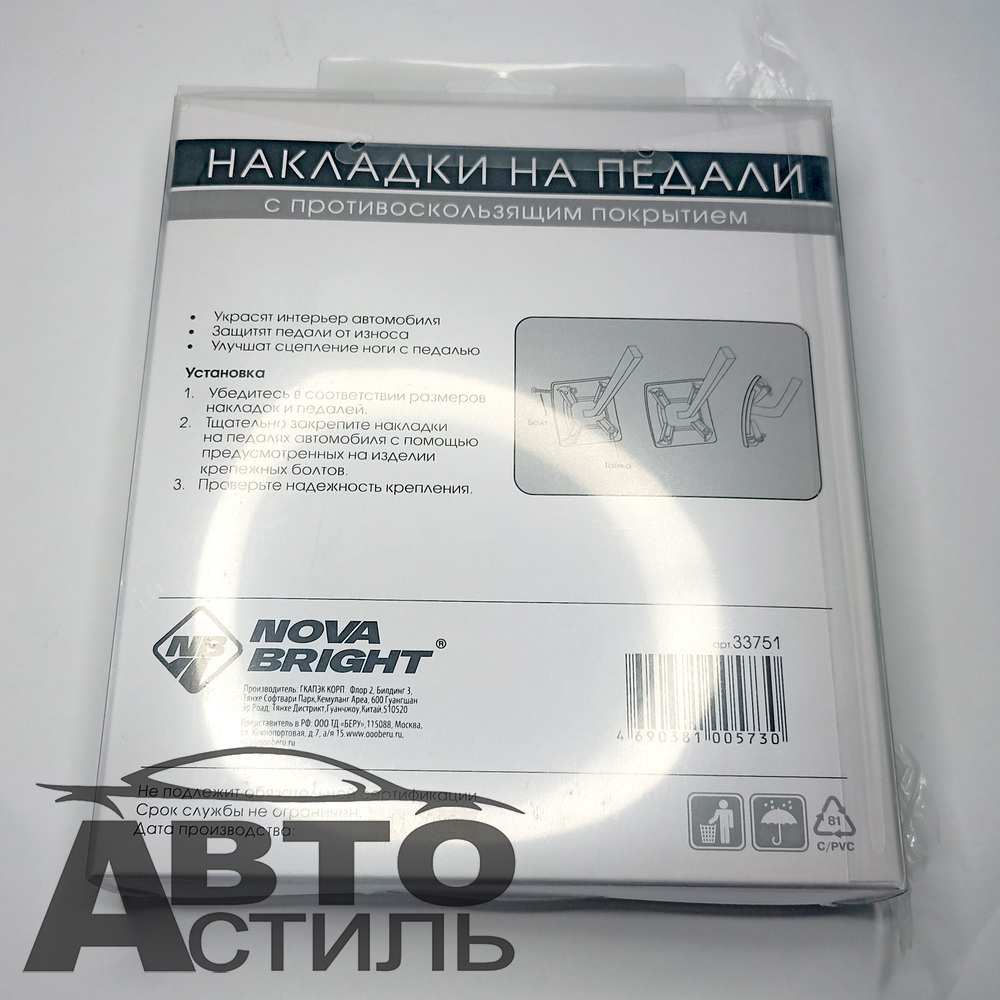 НАКЛАДКИ НА ПЕДАЛИ
С ПРОТИВОСКОЛЬЗЯЩИМ ПОКРЫТИЕМ
• Украсят интерьер автомобиля
• Защитят педали от износа
• Улучшат сцепление ноги с педалью
Установка
1. Убедитесь в соответствии размеров
накладок и педалей.
2. Тщательно закрепите накладки
на педалях автомобиля с помощью
предусмотренных на изделии
крепежных болтов.
3. Проверьте надежность крепления.
Болт
Гайка
NB
NOVA
BRIGHT®
Производитель: ГКАПЭК КОРП. Флор 2, Билдинг 3,
Тянхе Софтвари Парк, Кемуланг Ареа, 600 Гуангшан
Эр Роад, Тянхе Дистрикт, Гуанчжоу, Китай, 510520
Представитель в РФ: ООО ТД «БЕРУ», 115088, Москва,
ул. Южнопортовая, д.7, а/я 15. www.oooberu.ru,
арт. 33751
4 690381 005730
Не подлежит обязательной сертификации
Срок службы не ограничен.
Дата производства:
81
C/PVC
АВТО
СТИЛЬ